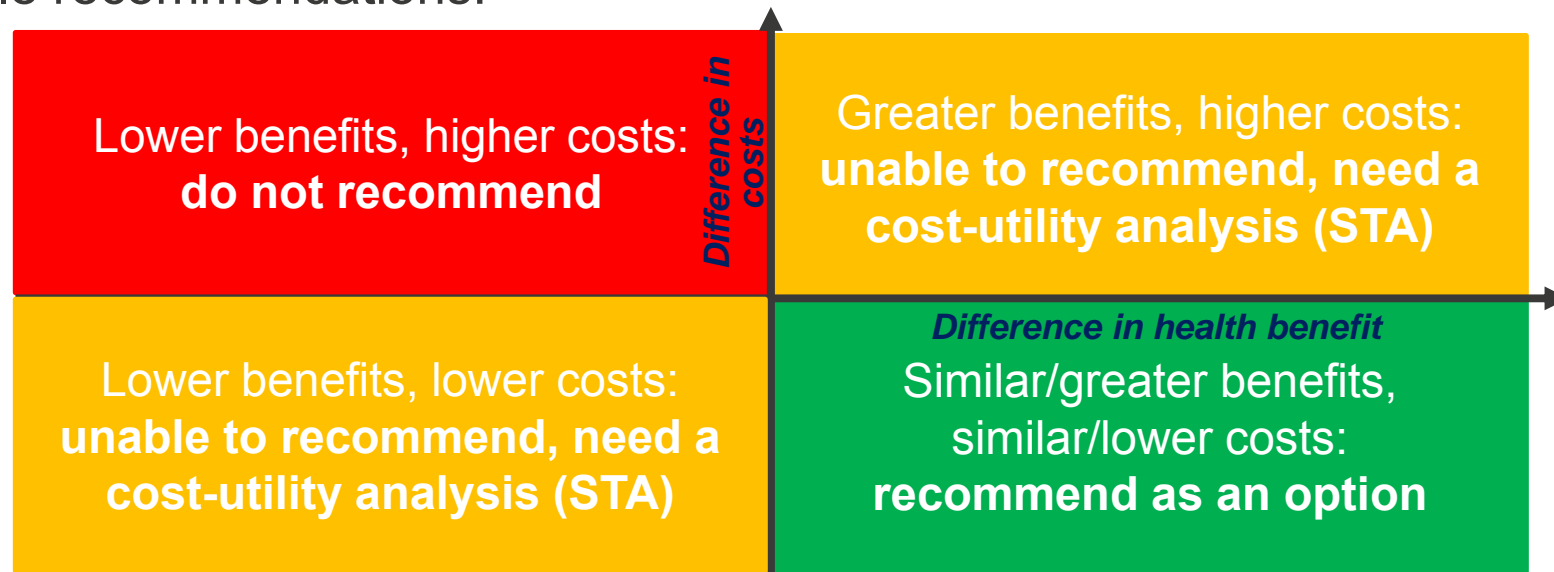 recommendations:
Lower benefits, higher costs:
do not recommend
Difference in
costs
Greater benefits, higher costs:
unable to recommend, need a
cost-utility analysis (STA)
Difference in health benefit
Lower benefits, lower costs:
unable to recommend, need a
cost-utility analysis (STA)
Similar/greater benefits,
similar/lower costs:
recommend as an option